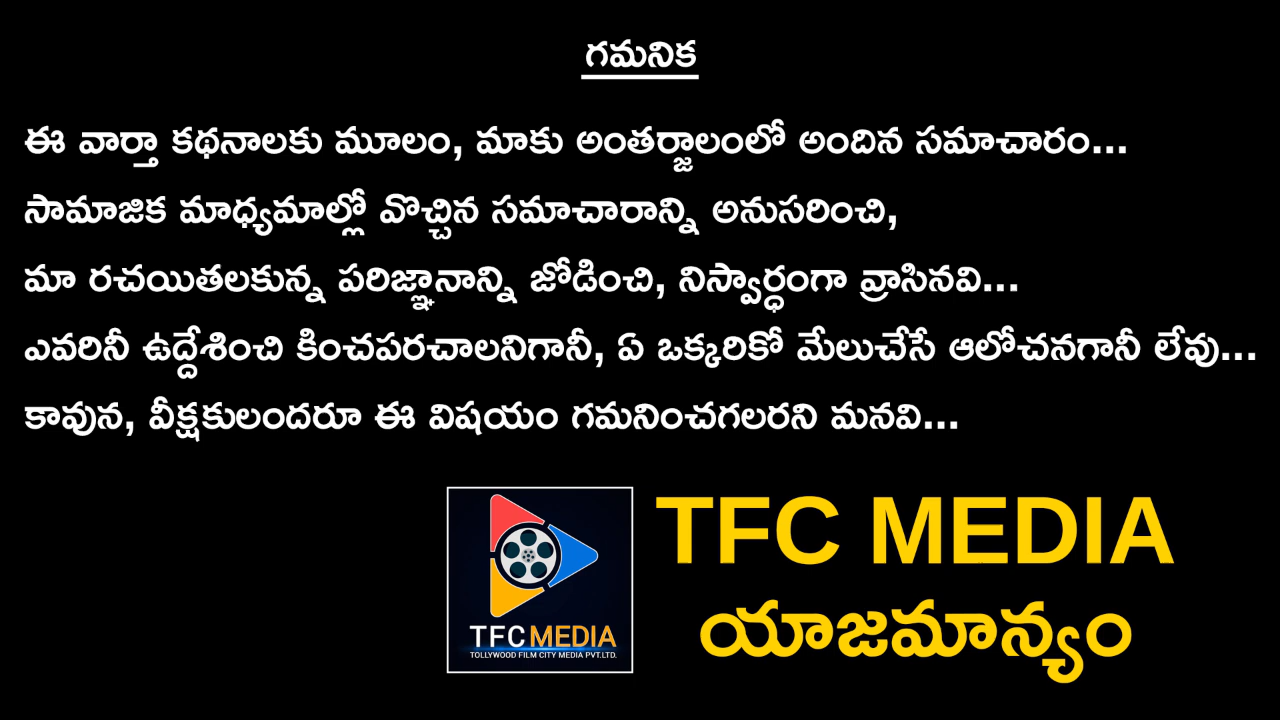 గమనిక
ఈ వార్తా కథనాలకు మూలం, మాకు అంతర్జాలంలో అందిన సమాచారం...
సామాజిక మాధ్యమాల్లో వొచ్చిన సమాచారాన్ని అనుసరించి,
మా రచయితలకున్న పరిజ్ఞానాన్ని జోడించి, నిస్వార్ధంగా వ్రాసినవి...
ఎవరినీ ఉద్దేశించి కించపరచాలనిగానీ, ఏ ఒక్కరికో మేలుచేసే ఆలోచనగానీ లేవు...
కావున, వీక్షకులందరూ ఈ విషయం గమనించగలరని మనవి...
TFC MEDIA
యాజమాన్యం
TFC MEDIA
TOLLYWOOD FILM CITY MEDIA PVT.LTD.